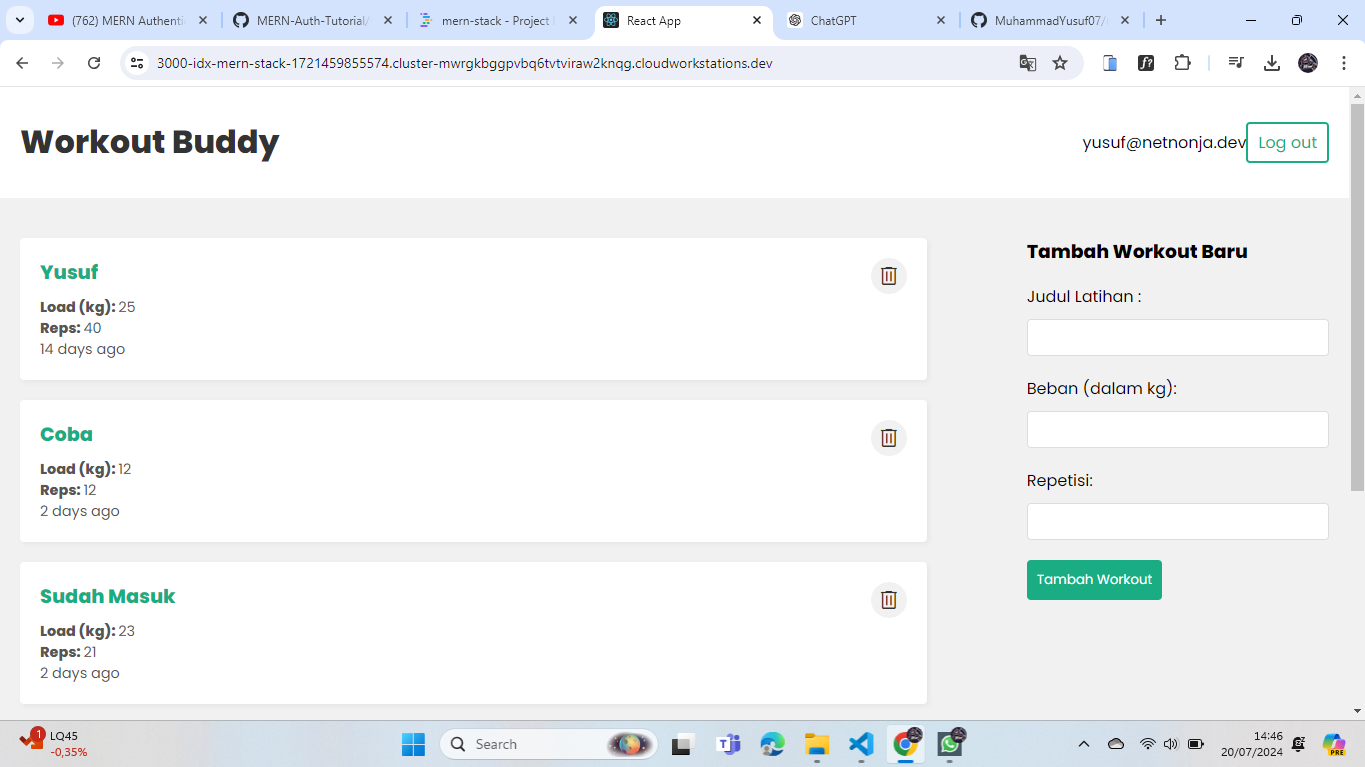 (762) MERN Authenti
MERN-Auth-Tutorial/
mern-stack - Project
React App
ChatGPT
MuhammadYusuf07/
3000-idx-mern-stack-1721459855574.cluster-mwrgkbggpvbq6tvtviraw2knqg.cloudworkstations.dev
Workout Buddy
yusuf@netnonja.dev
Log out
Yusuf
Load (kg): 25
Reps: 40
14 days ago
Coba
Load (kg): 12
Reps: 12
2 days ago
Sudah Masuk
Load (kg): 23
Reps: 21
2 days ago
Tambah Workout Baru
Judul Latihan :
Beban (dalam kg):
Repetisi:
Tambah Workout
1
LQ45
-0,35%
Search
14:46
20/07/2024
PRE